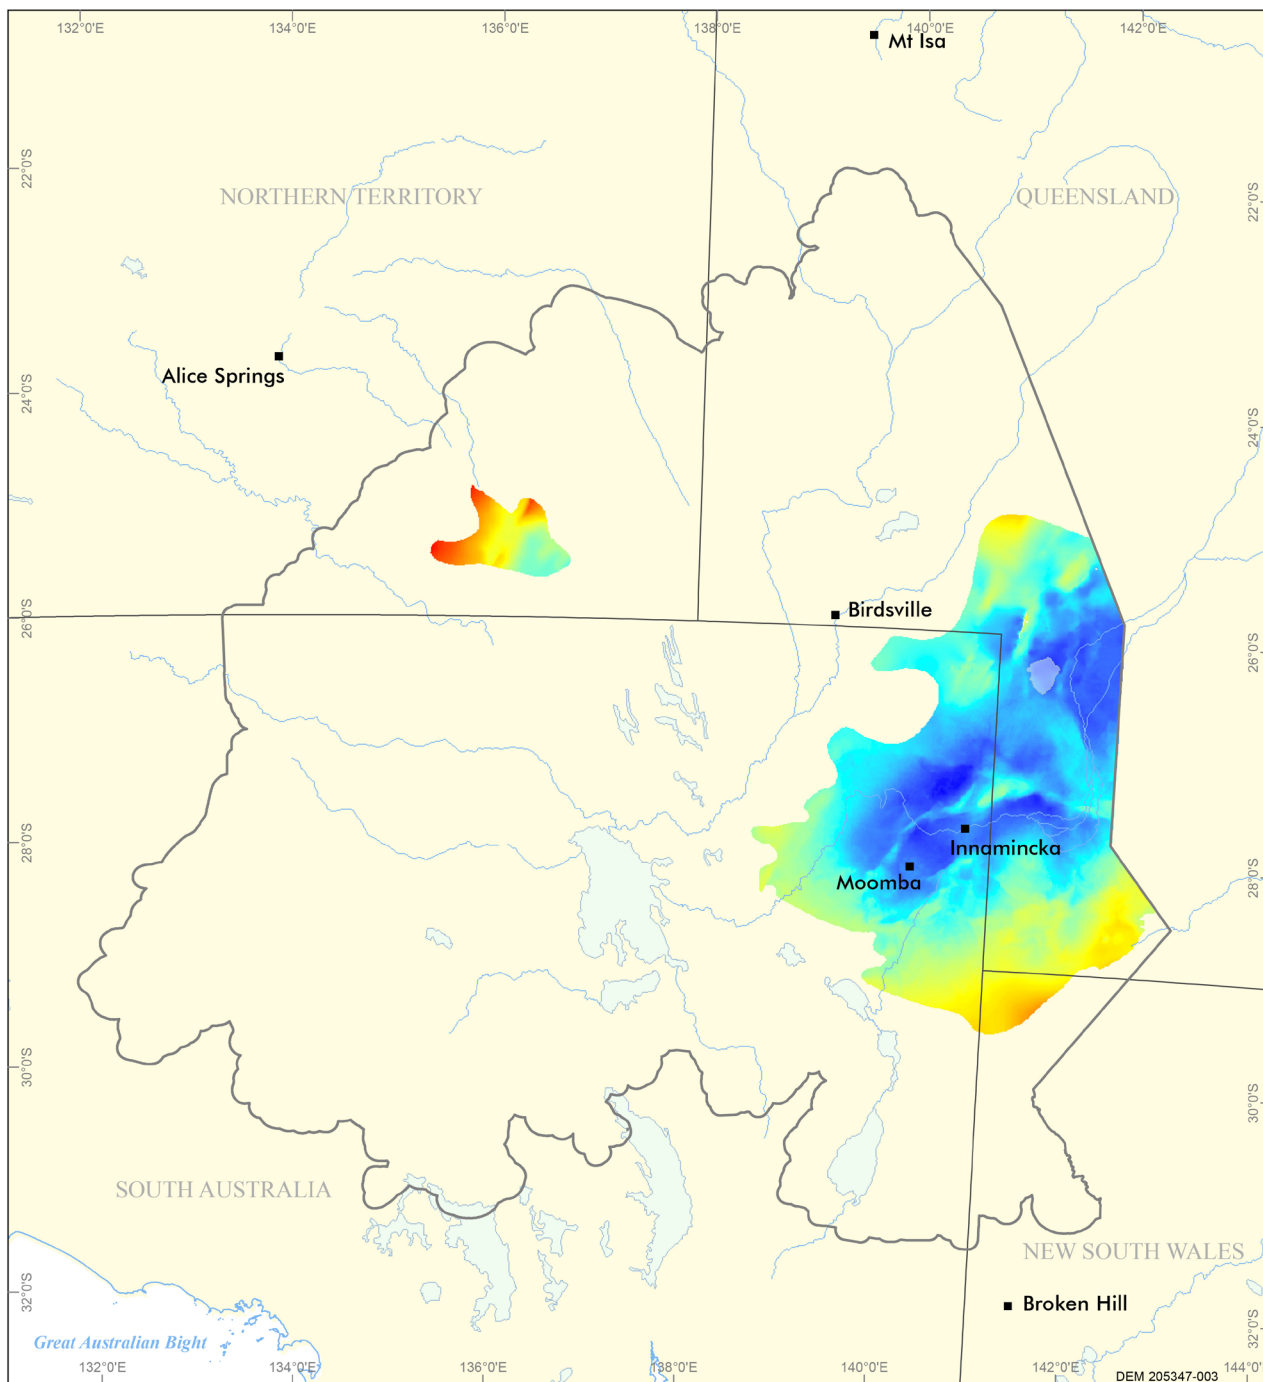 132°0'E 134°0'E 136°0'E 138°0'E 140°0'E 142°0'E
Mt Isa
22°0'S
NORTHERN TERRITORY
QUEENSLAND
22°0'S
Alice Springs
24°0'S
24°0'S
Birdsville
26°0'S
26°0'S
Innamincka
28°0'S
Moomba
28°0'S
30°0'S
30°0'S
SOUTH AUSTRALIA
NEW SOUTH WALES
32°0'S
Broken Hill
32°0'S
Great Australian Bight
132°0'E 134°0'E 136°0'E 138°0'E 140°0'E 142°0'E 144°0'E
DEM 205347-003